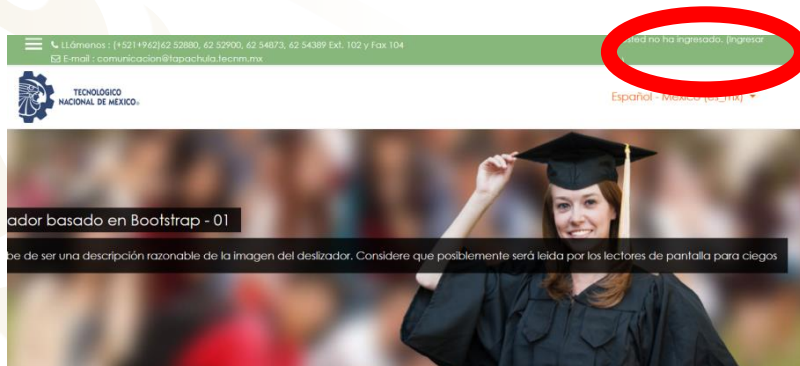 LLámenos : (+521+962)62 52880, 62 52900, 62 54873, 62 54389 Ext. 102 y Fax 104
E-mail : comunicacion@tapachula.tecnm.mx
sted no ha ingresado. (Ingresar
TECNOLÓGICO
NACIONAL DE MÉXICO
Español - México (es_mx)
ador basado en Bootstrap - 01
be de ser una descripción razonable de la imagen del deslizador. Considere que posiblemente será leida por los lectores de pantalla para ciegos